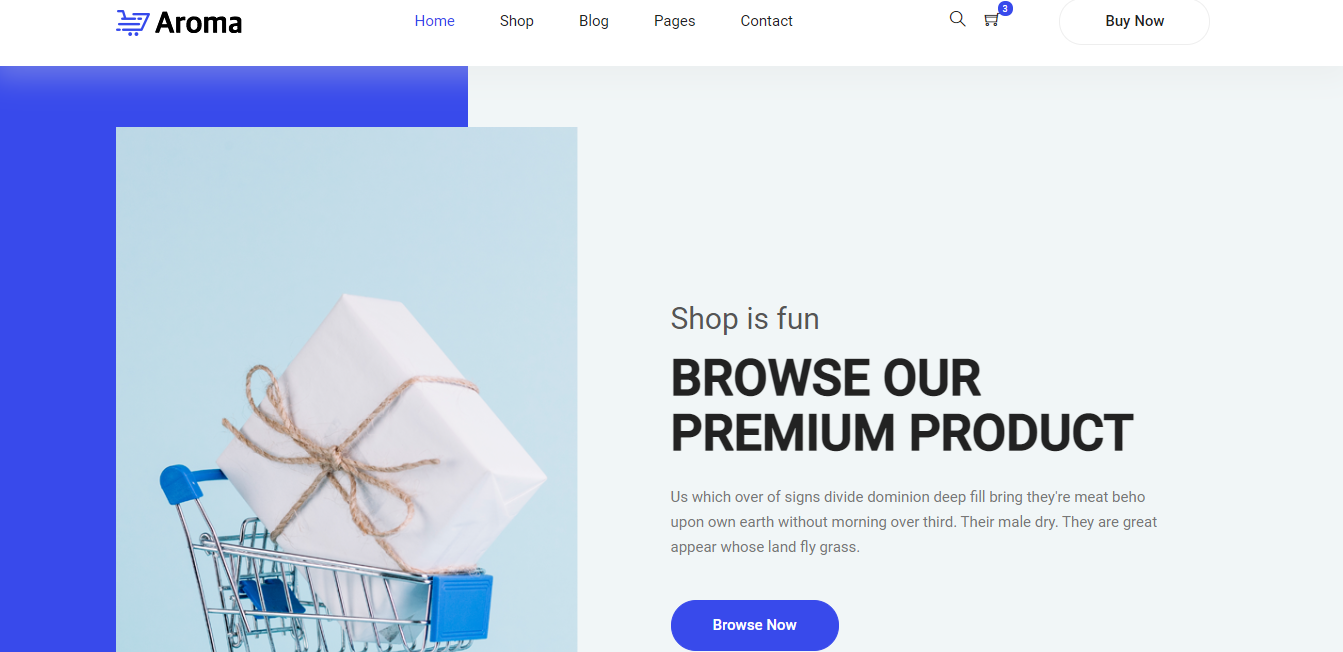 Aroma
Home Shop Blog Pages Contact 3 Buy Now
Shop is fun
BROWSE OUR
PREMIUM PRODUCT
Us which over of signs divide dominion deep fill bring they're meat beho
upon own earth without morning over third. Their male dry. They are great
appear whose land fly grass.
Browse Now